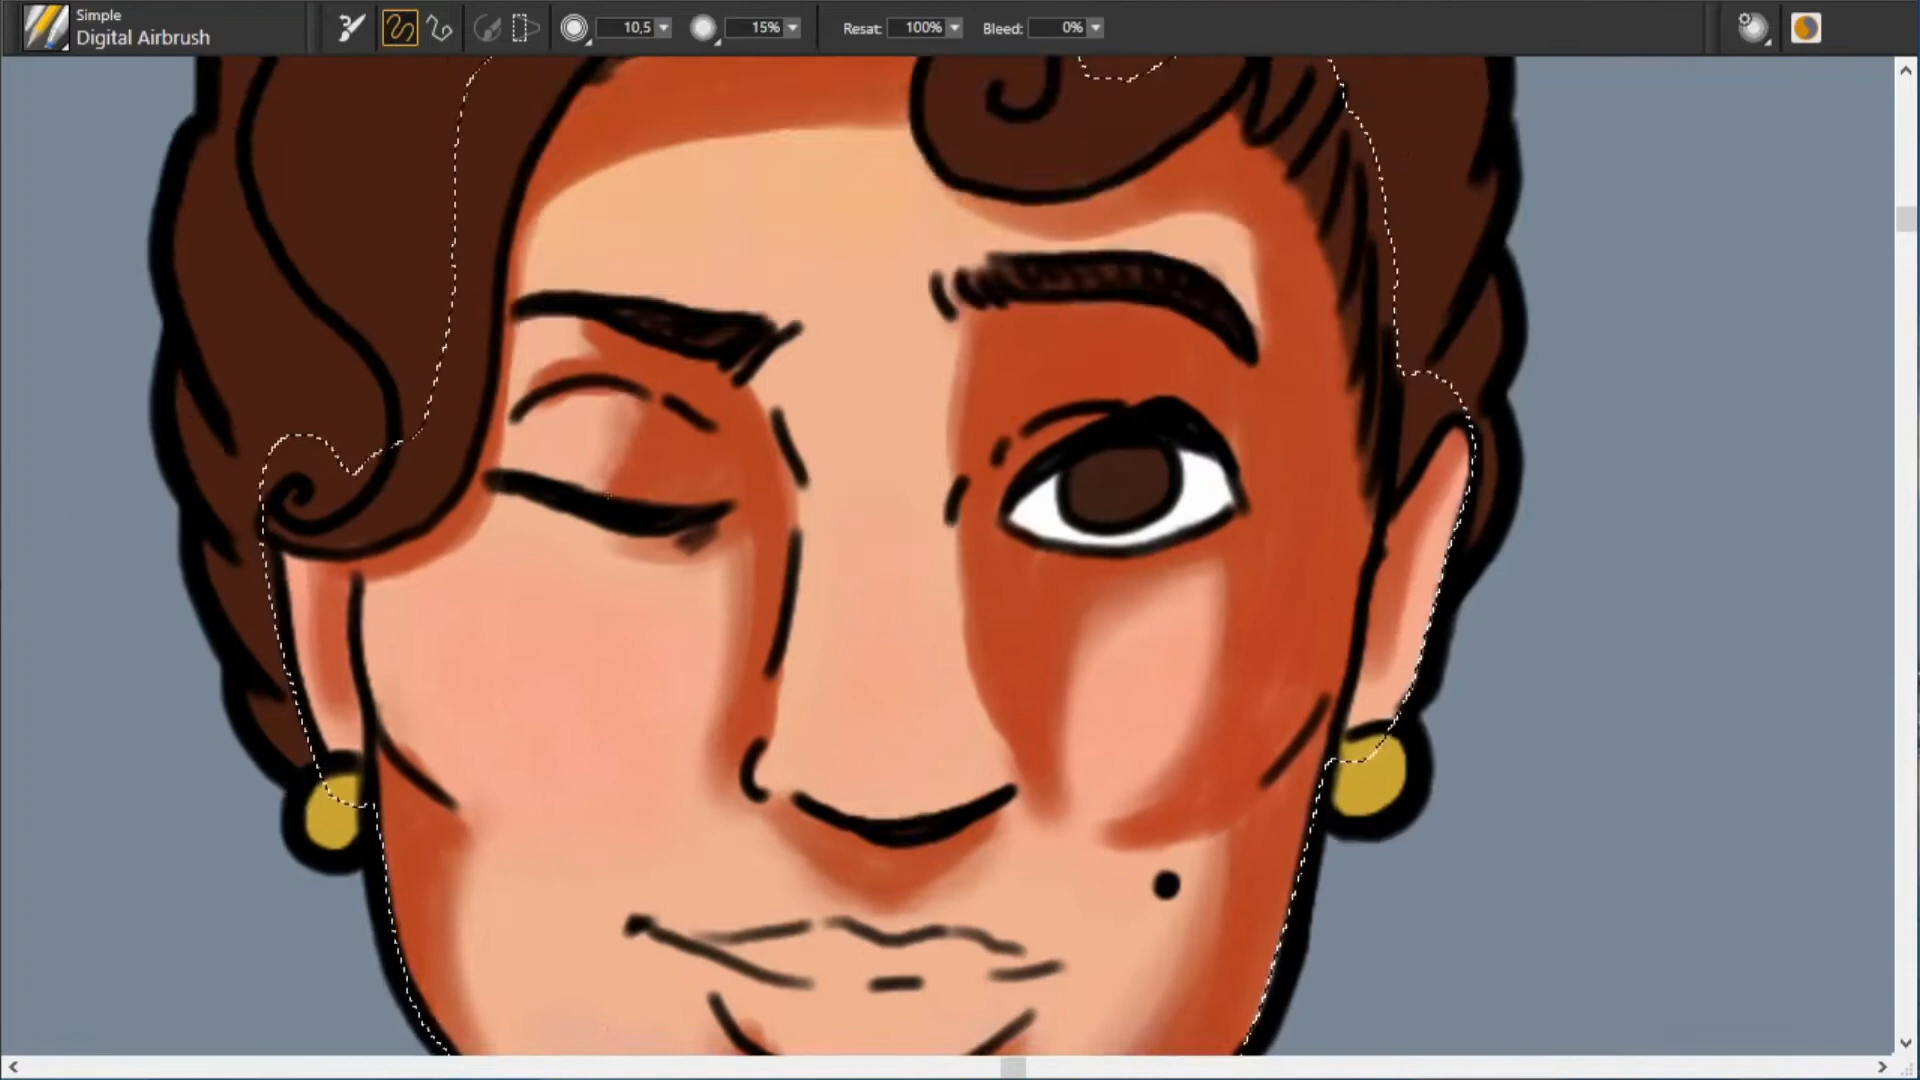 Simple
Digital Airbrush
10,5
15%
Resat: 100%
Bleed: 0%